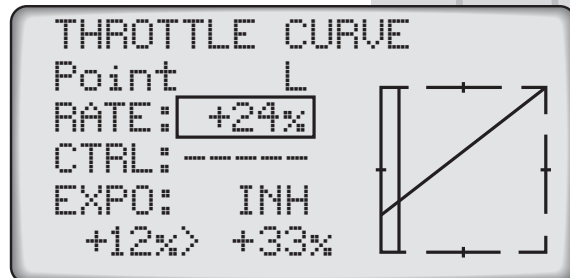 THROTTLE CURVE
Point L
RATE: +24%
CTRL: -----
EXPO: INH
+12%> +33%